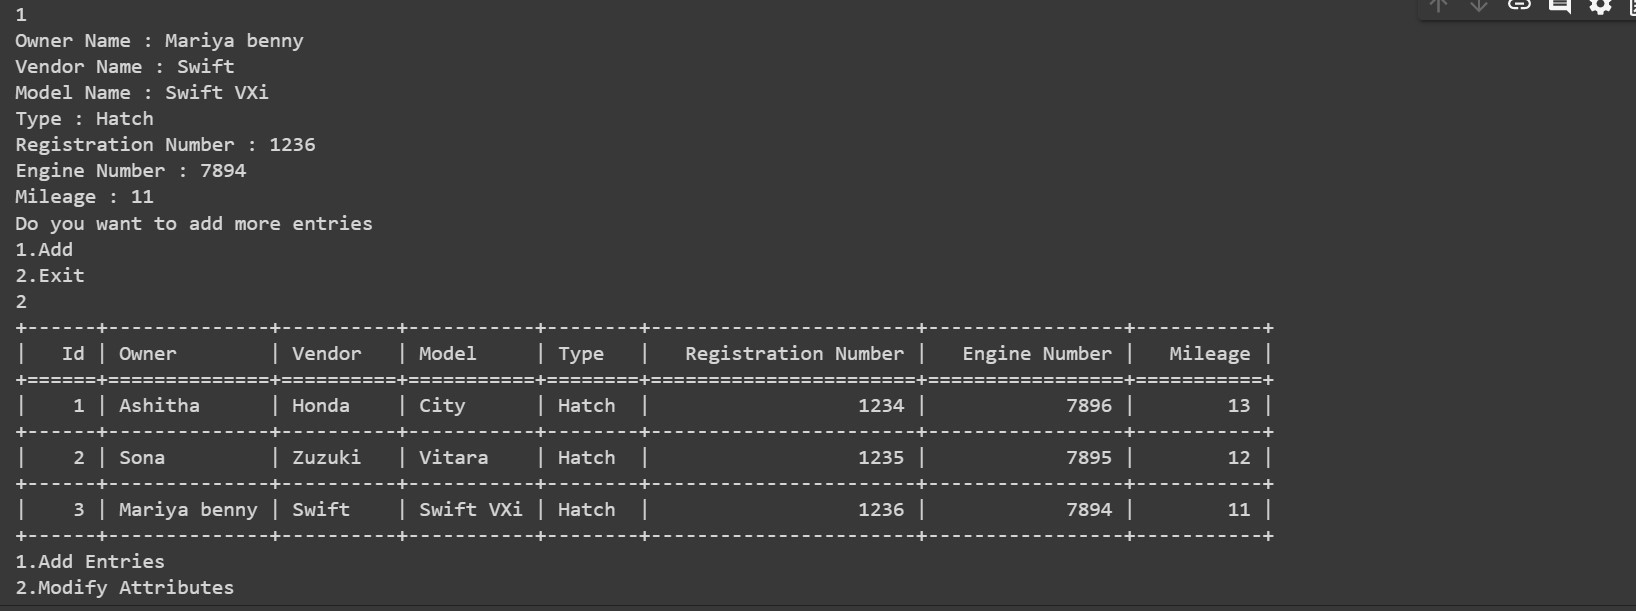 1
Owner Name : Mariya benny
Vendor Name : Swift
Model Name : Swift VXi
Type : Hatch
Registration Number : 1236
Engine Number : 7894
Mileage : 11
Do you want to add more entries
1.Add
2.Exit
2
+------+--------------+----------+-----------+--------+-----------------------+-----------------+-----------+
|   Id | Owner        | Vendor   | Model     | Type   |   Registration Number |   Engine Number |   Mileage |
+======+==============+==========+===========+========+=======================+=================+===========+
|    1 | Ashitha      | Honda    | City      | Hatch  |                  1234 |            7896 |        13 |
+------+--------------+----------+-----------+--------+-----------------------+-----------------+-----------+
|    2 | Sona         | Zuzuki   | Vitara    | Hatch  |                  1235 |            7895 |        12 |
+------+--------------+----------+-----------+--------+-----------------------+-----------------+-----------+
|    3 | Mariya benny | Swift    | Swift VXi | Hatch  |                  1236 |            7894 |        11 |
+------+--------------+----------+-----------+--------+-----------------------+-----------------+-----------+
1.Add Entries
2.Modify Attributes